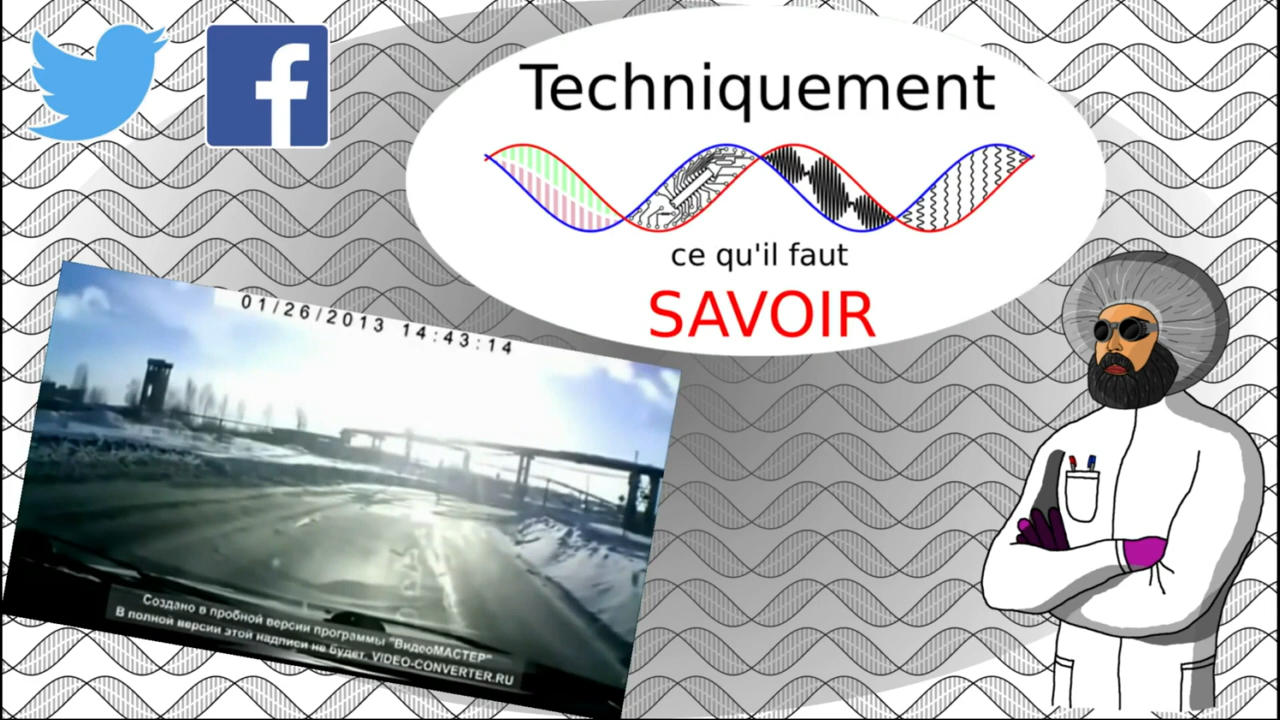 Techniquement
ce qu'il faut
SAVOIR
01/26/2013 14:43:14
Создано в пробной версии программы "ВидеоМАСТЕР"
В полной версии этой надписи не будет. VIDEO-CONVERTER.RU